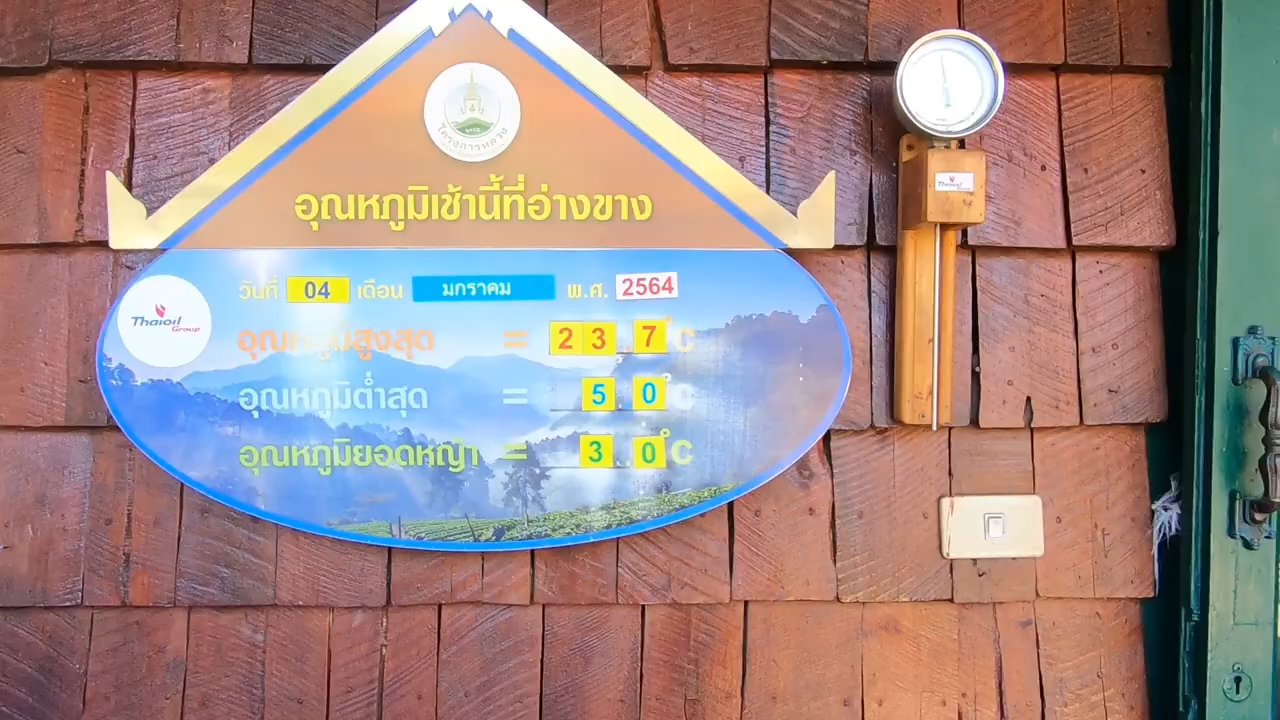 โครงการหลวง
อุณหภูมิเช้านี้ที่อ่างขาง
วันที่ 04 เดือน มกราคม พ.ศ. 2564
Thaioil
Group
อุณหภูมิสูงสุด = 23.7 °C
อุณหภูมิต่ำสุด = 5.0 °C
อุณหภูมิยอดหญ้า = 3.0 °C
Thaioil
Group